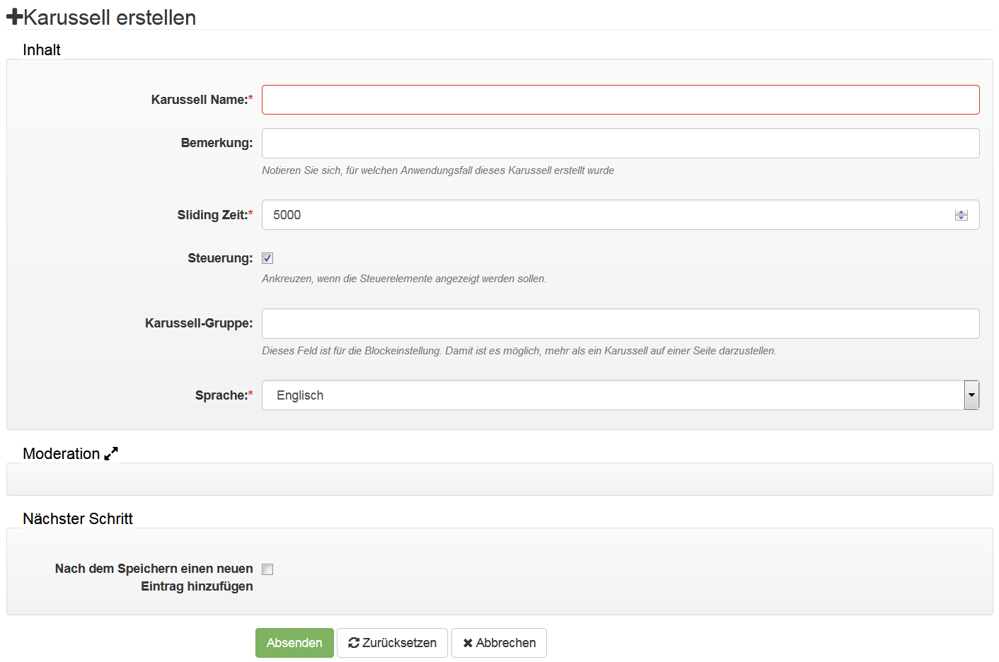 Karussell erstellen
Inhalt
Karussell Name:*
Bemerkung:
Notieren Sie sich, für welchen Anwendungsfall dieses Karussell erstellt wurde
Sliding Zeit:* 5000
Steuerung:
Ankreuzen, wenn die Steuerelemente angezeigt werden sollen.
Karussell-Gruppe:
Dieses Feld ist für die Blockeinstellung. Damit ist es möglich, mehr als ein Karussell auf einer Seite darzustellen.
Sprache:* Englisch
Moderation
Nächster Schritt
Nach dem Speichern einen neuen
Eintrag hinzufügen
Absenden Zurücksetzen Abbrechen